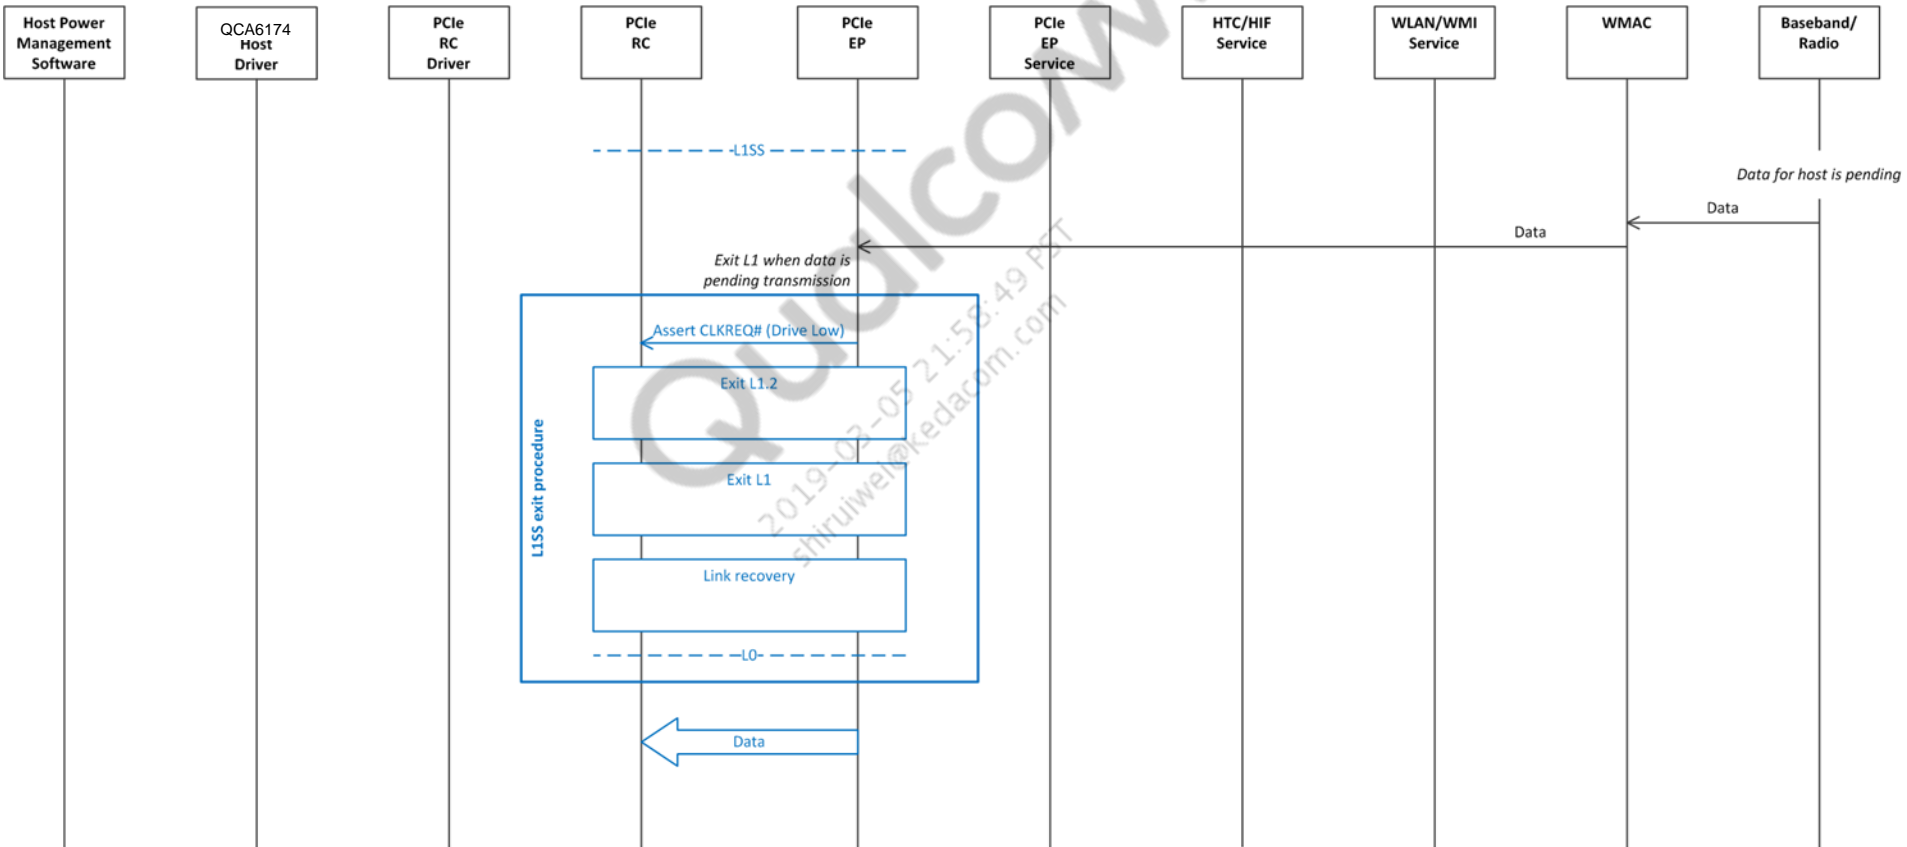 Host Power
Management
Software
QCA6174
Host
Driver
PCIe
RC
Driver
PCIe
RC
PCIe
EP
PCIe
EP
Service
HTC/HIF
Service
WLAN/WMI
Service
WMAC
Baseband/
Radio
L1SS
Data for host is pending
Data
Data
Exit L1 when data is
pending transmission
Assert CLKREQ# (Drive Low)
Exit L1.2
L1SS exit procedure
Exit L1
Link recovery
L0
Data
Qualcom
2019-03-05 21:58:49 PST
shiruiwei@kedacom.com